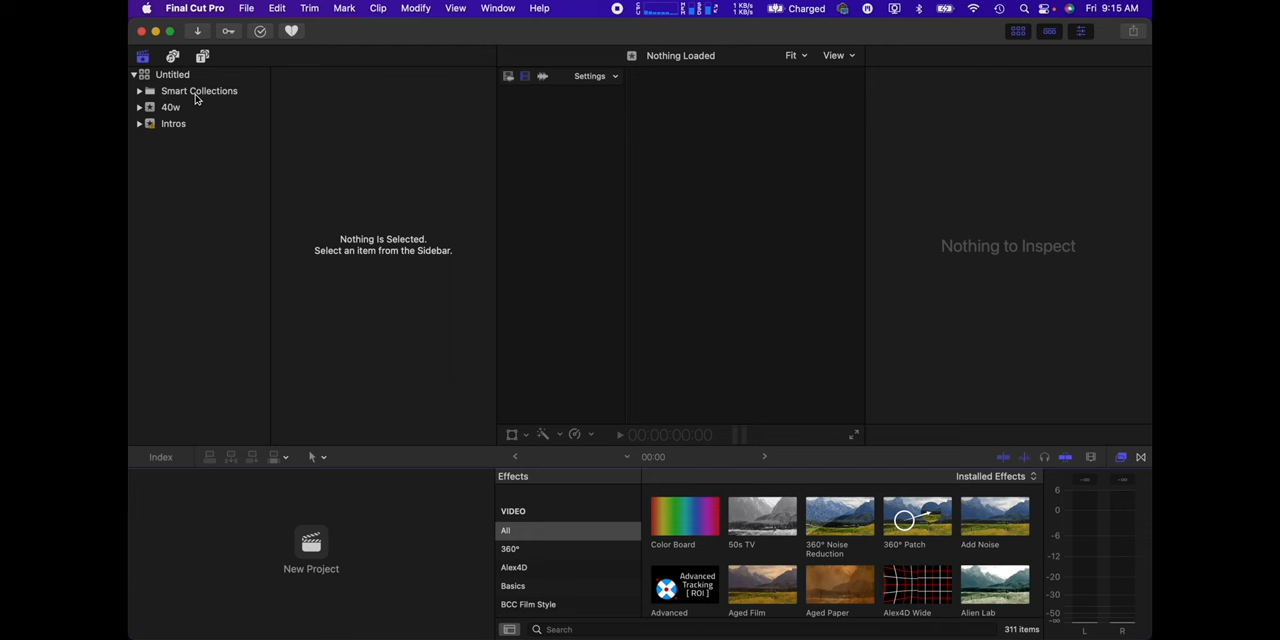 Final Cut Pro File Edit Trim Mark Clip Modify View Window Help Charged 1 KB/s 1 KB/s Fri 9:15 AM
Nothing Loaded Fit View
Untitled
Settings
Smart Collections
40w
Intros
Nothing Is Selected.
Select an item from the Sidebar.
Nothing to Inspect
00:00:00:00
Index 00:00
Effects Installed Effects
VIDEO
All
360°
Alex4D
Basics
BCC Film Style
Color Board 50s TV 360° Noise Reduction 360° Patch Add Noise
Advanced Tracking [ ROI ]
Advanced Aged Film Aged Paper Alex4D Wide Alien Lab
New Project
6
0
-6
-12
-20
-30
-50
-∞
L R
Search 311 items